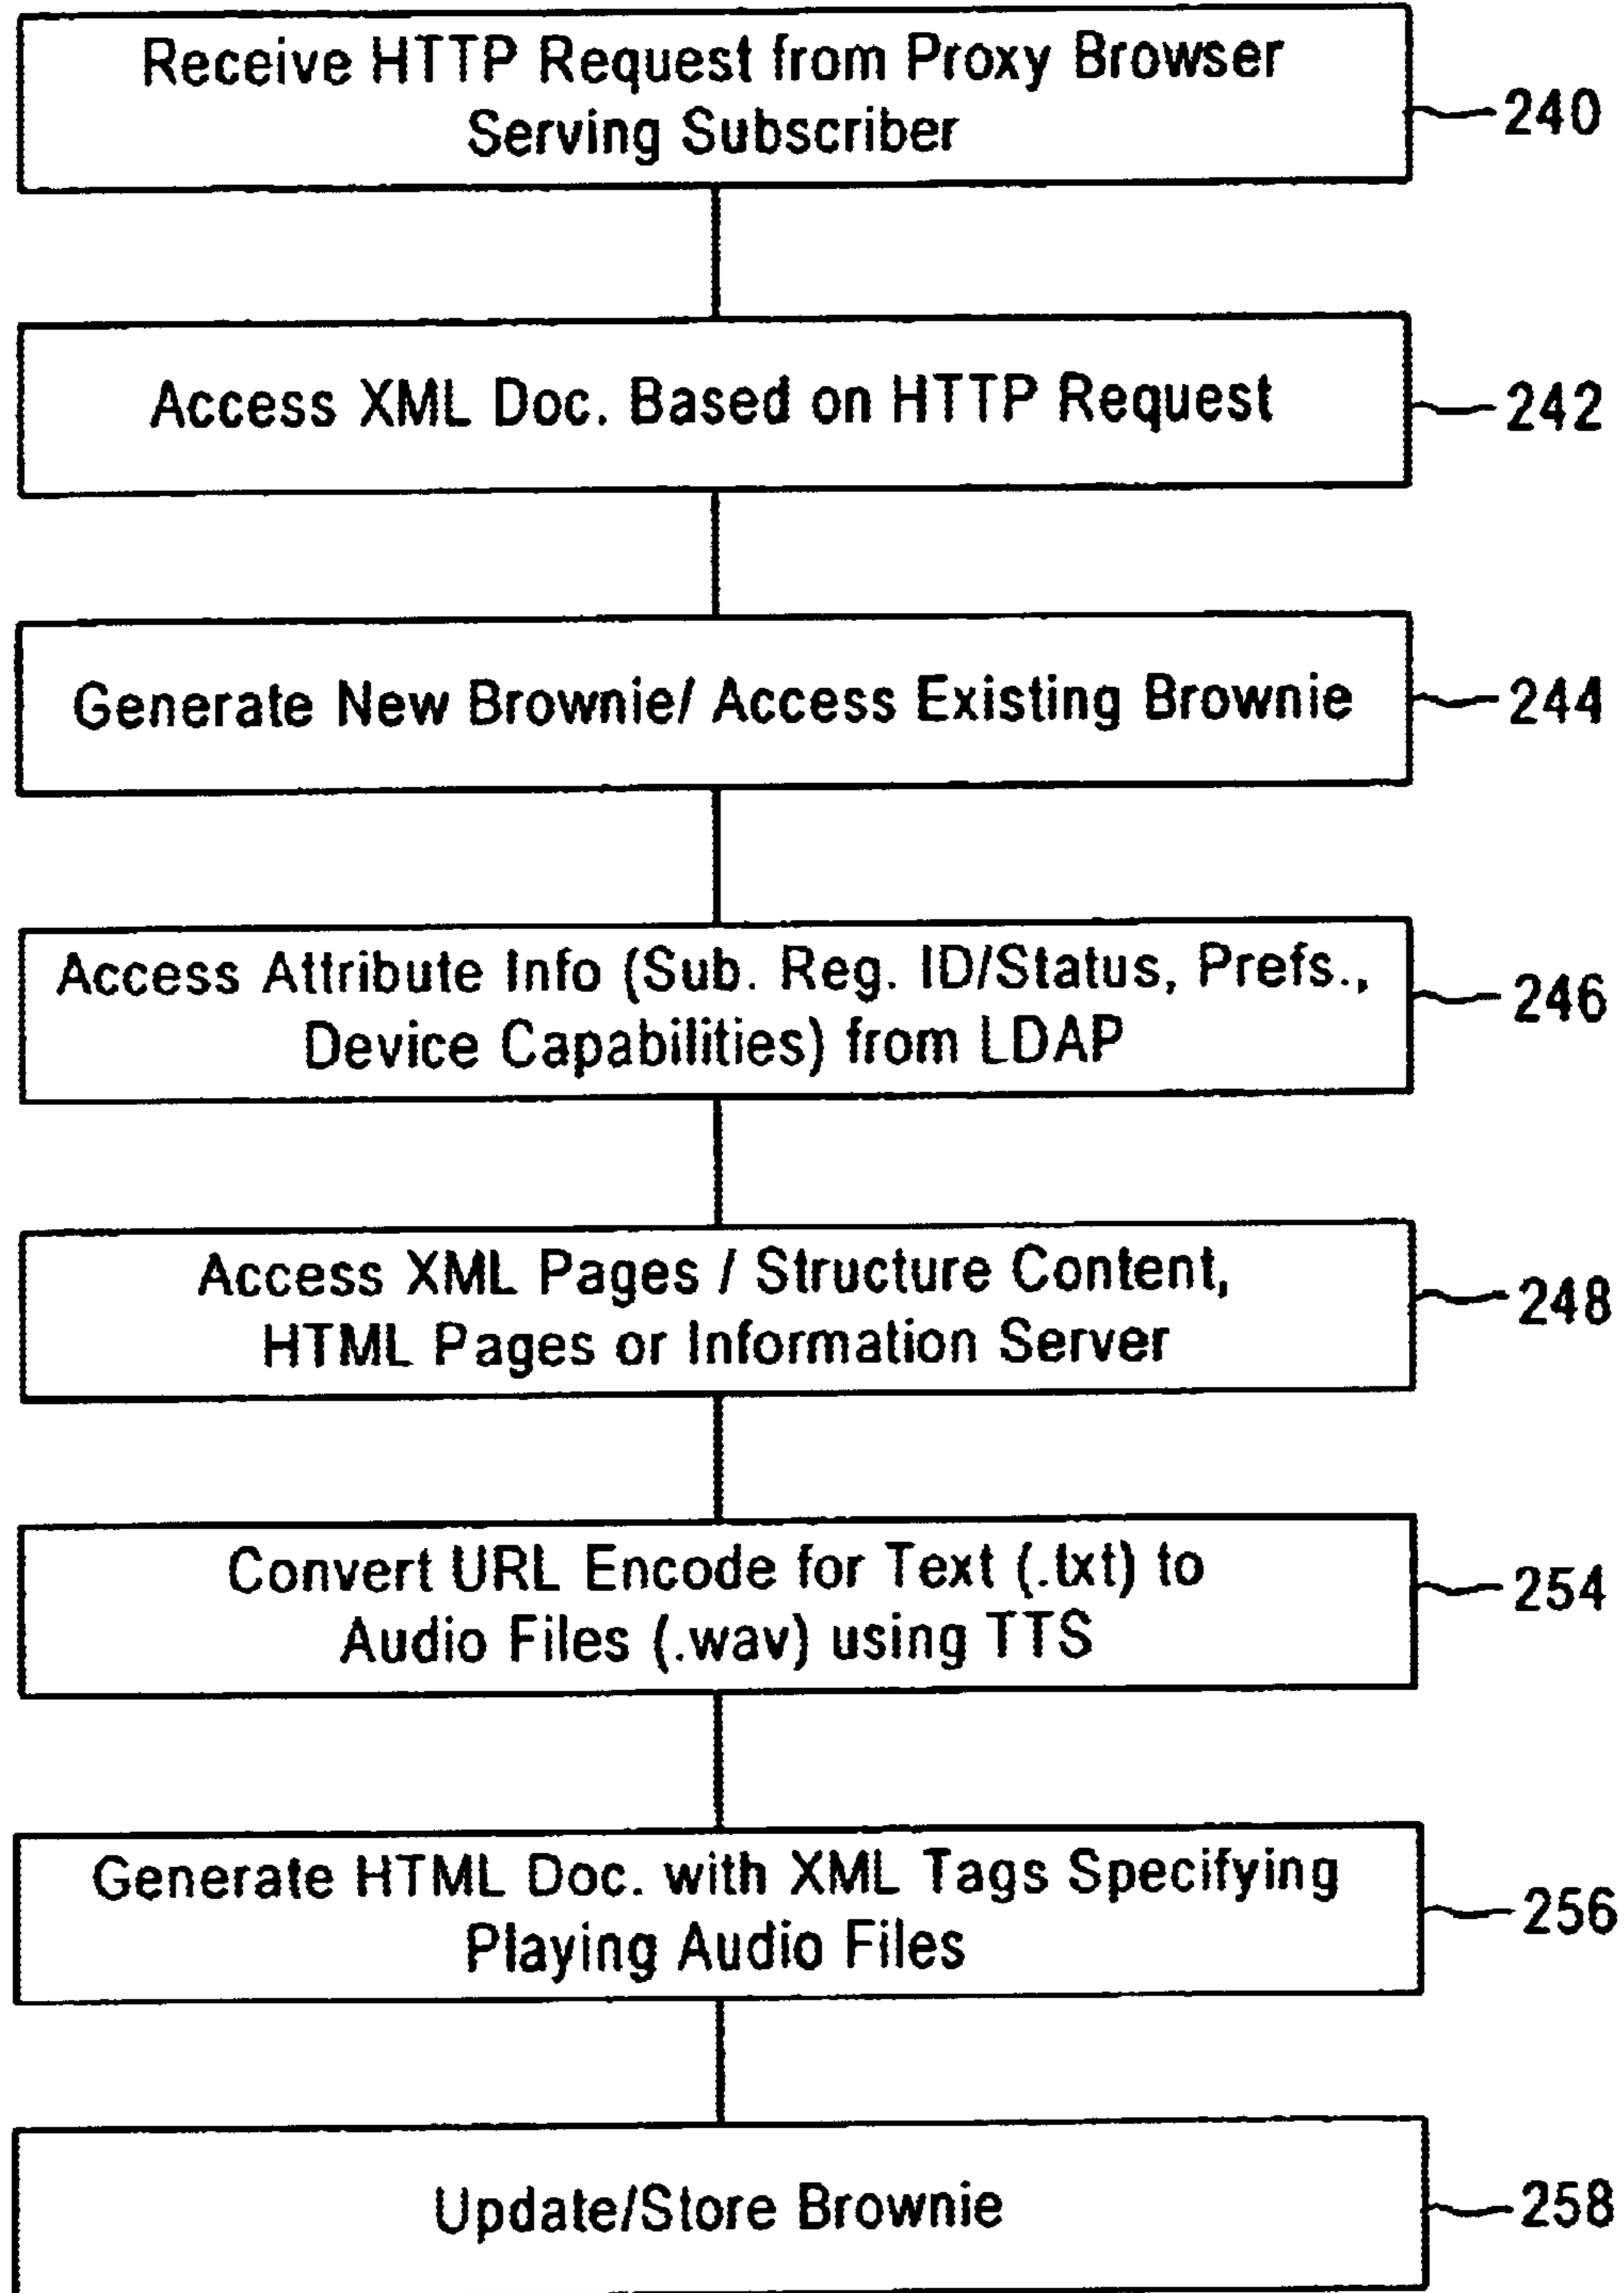 Receive HTTP Request from Proxy Browser
Serving Subscriber
240
Access XML Doc. Based on HTTP Request
242
Generate New Brownie/ Access Existing Brownie
244
Access Attribute Info (Sub. Reg. ID/Status, Prefs.,
Device Capabilities) from LDAP
246
Access XML Pages / Structure Content,
HTML Pages or Information Server
248
Convert URL Encode for Text (.txt) to
Audio Files (.wav) using TTS
254
Generate HTML Doc. with XML Tags Specifying
Playing Audio Files
256
Update/Store Brownie
258